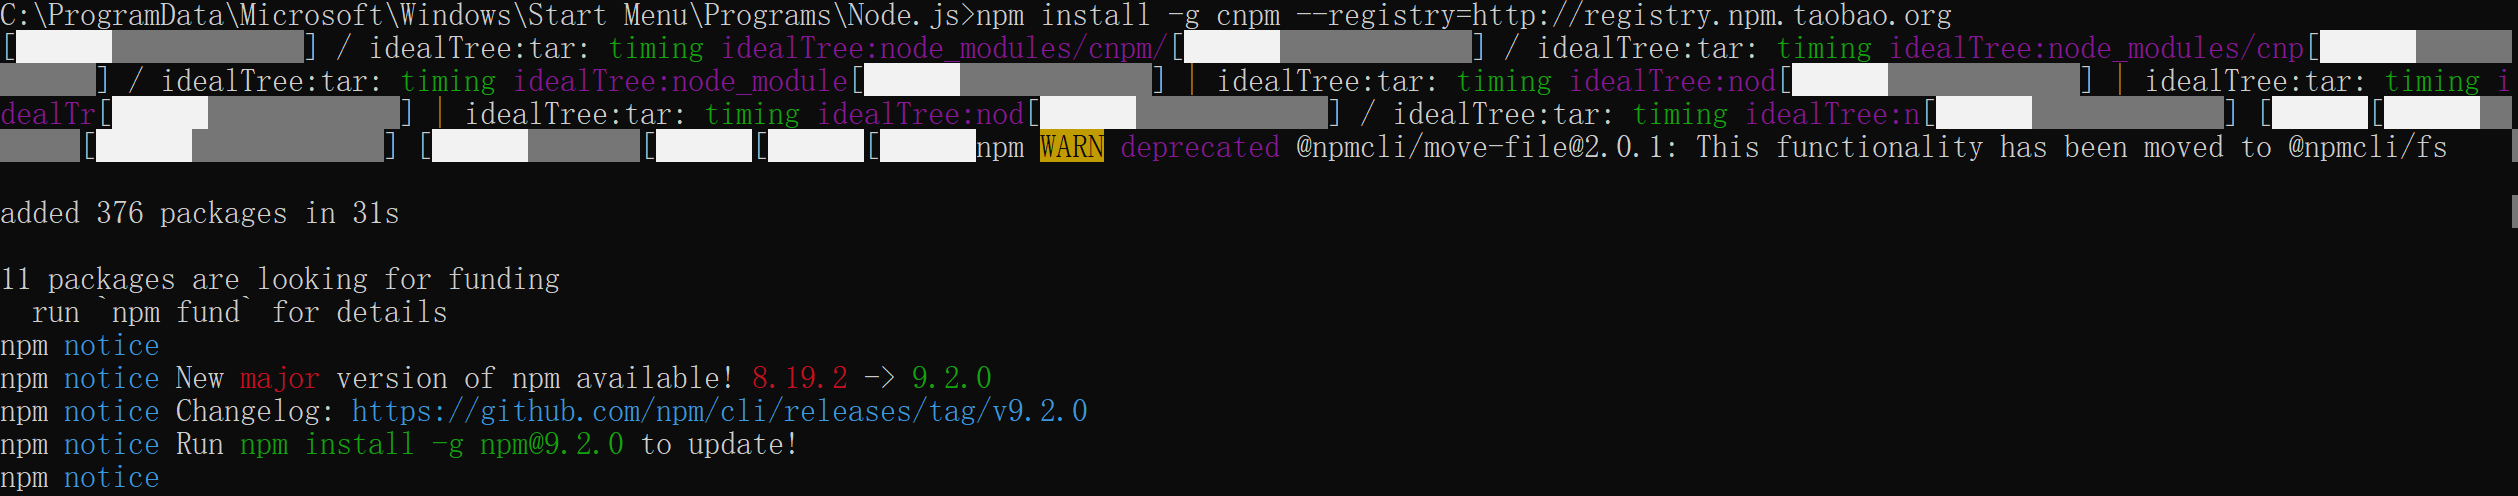 C:\ProgramData\Microsoft\Windows\Start Menu\Programs\Node.js>npm install -g cnpm --registry=http://registry.npm.taobao.org
[ ] / idealTree:tar: timing idealTree:node_modules/cnpm/[ ] / idealTree:tar: timing idealTree:node_modules/cnp[
] / idealTree:tar: timing idealTree:node_module[ ] | idealTree:tar: timing idealTree:nod[ ] | idealTree:tar: timing i
dealTr[ ] | idealTree:tar: timing idealTree:nod[ ] / idealTree:tar: timing idealTree:n[ ] [ [
[ ] [ [ [ [ npm WARN deprecated @npmcli/move-file@2.0.1: This functionality has been moved to @npmcli/fs
added 376 packages in 31s
11 packages are looking for funding
run `npm fund` for details
npm notice
npm notice New major version of npm available! 8.19.2 -> 9.2.0
npm notice Changelog: https://github.com/npm/cli/releases/tag/v9.2.0
npm notice Run npm install -g npm@9.2.0 to update!
npm notice